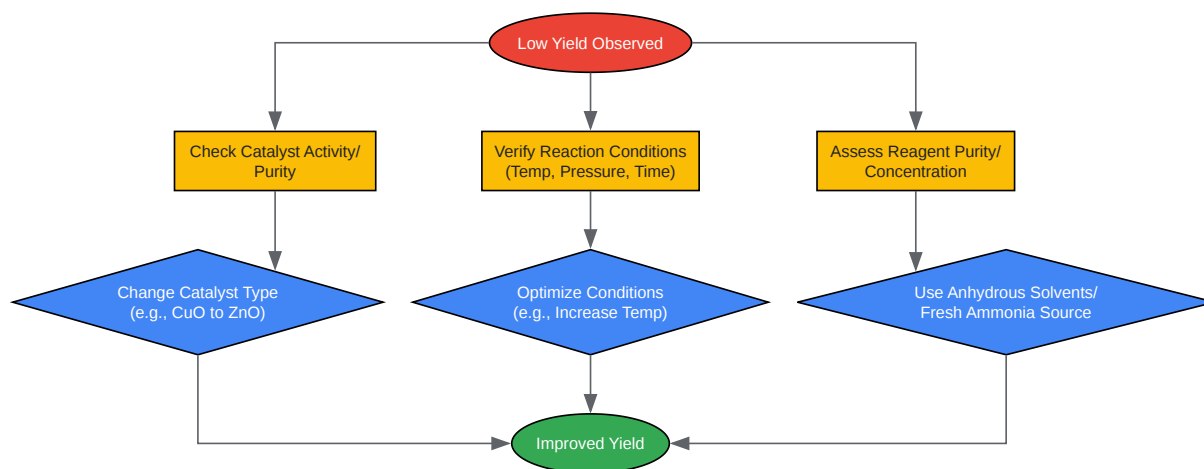 Low Yield Observed
Check Catalyst Activity/
Purity
Verify Reaction Conditions
(Temp, Pressure, Time)
Assess Reagent Purity/
Concentration
Change Catalyst Type
(e.g., CuO to ZnO)
Optimize Conditions
(e.g., Increase Temp)
Use Anhydrous Solvents/
Fresh Ammonia Source
Improved Yield